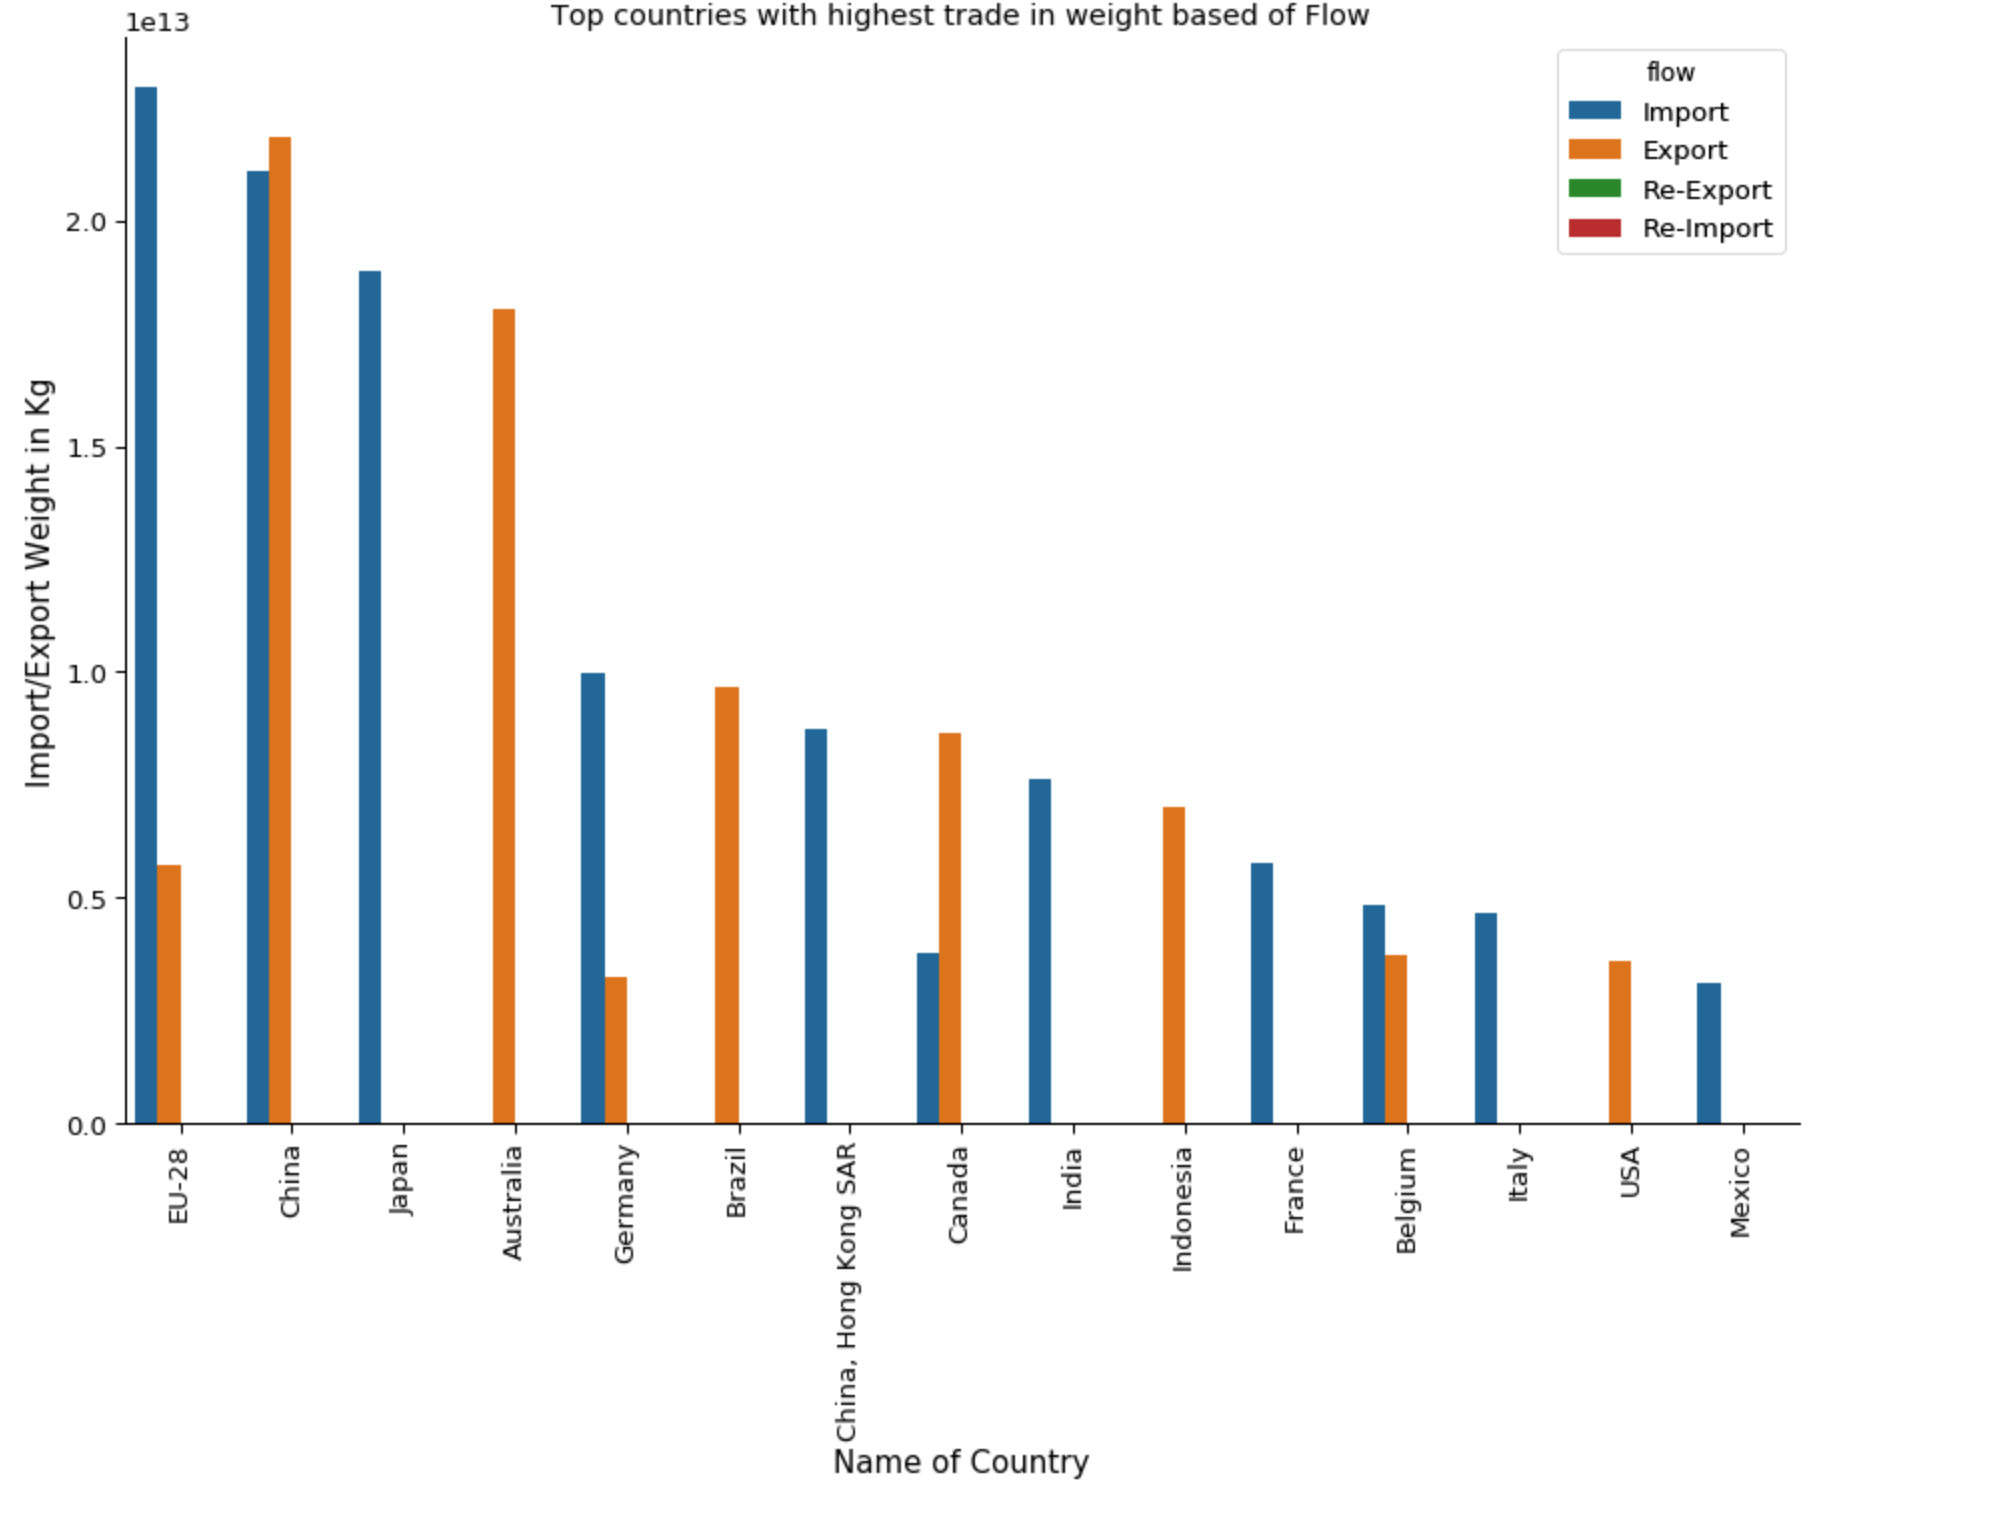 Top countries with highest trade in weight based of Flow
1e13
flow
Import
Export
Re-Export
Re-Import
2.0
1.5
1.0
0.5
0.0
Import/Export Weight in Kg
EU-28
China
Japan
Australia
Germany
Brazil
China, Hong Kong SAR
Canada
India
Indonesia
France
Belgium
Italy
USA
Mexico
Name of Country